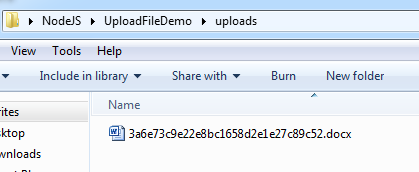 NodeJS ▸ UploadFileDemo ▸ uploads
View Tools Help
Include in library Share with Burn New folder
Name
rites
sktop
wnloads
3a6e73c9e22e8bc1658d2e1e27c89c52.docx